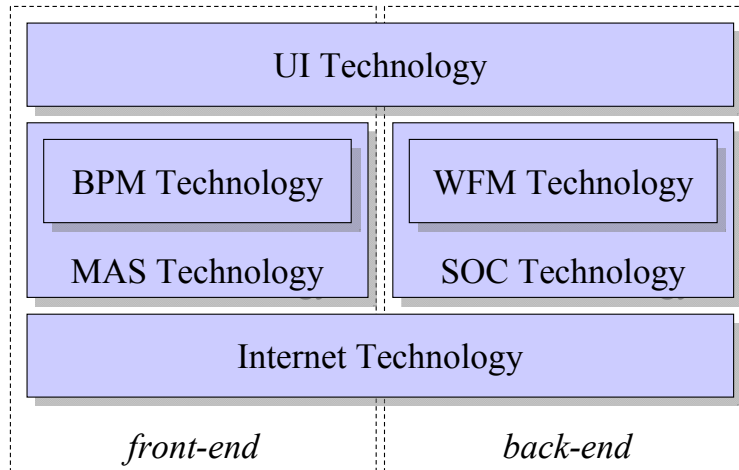 UI Technology
BPM Technology
WFM Technology
MAS Technology
SOC Technology
Internet Technology
front-end
back-end